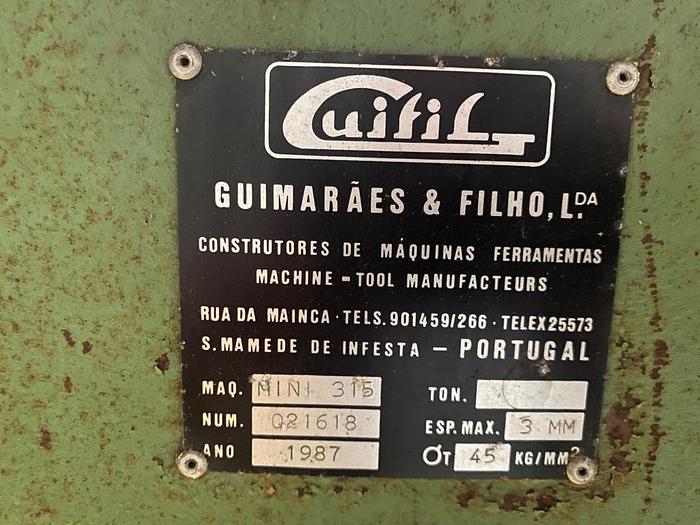 Guifil
GUIMARÃES & FILHO, L.DA
CONSTRUTORES DE MÁQUINAS FERRAMENTAS
MACHINE - TOOL MANUFACTEURS
RUA DA MAINCA · TELS. 901459/266 · TELEX 25573
S. MAMEDE DE INFESTA - PORTUGAL
MAQ. MINI 315 TON.
NUM. 021618 ESP. MAX. 3 MM
ANO 1987 σT 45 KG/MM2